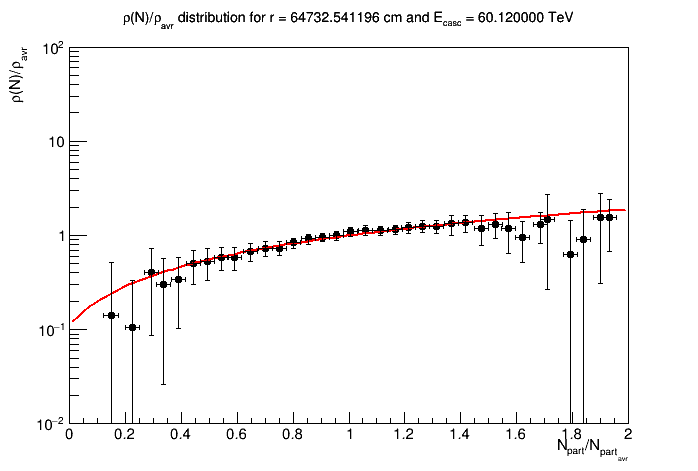 ρ(N)/ρavr distribution for r = 64732.541196 cm and Ecasc = 60.120000 TeV
ρ(N)/ρavr
10²
10
1
10⁻¹
10⁻²
0 0.2 0.4 0.6 0.8 1 1.2 1.4 1.6 1.8 2
Npart/Npartavr